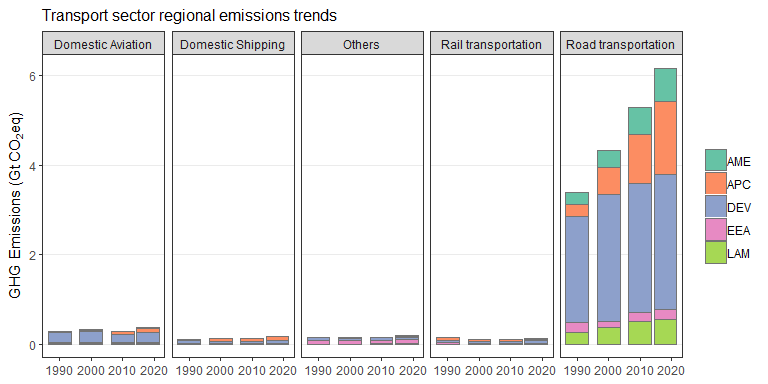 Transport sector regional emissions trends
Domestic Aviation
Domestic Shipping
Others
Rail transportation
Road transportation
GHG Emissions (Gt CO₂eq)
6
4
2
0
1990 2000 2010 2020
1990 2000 2010 2020
1990 2000 2010 2020
1990 2000 2010 2020
1990 2000 2010 2020
AME
APC
DEV
EEA
LAM